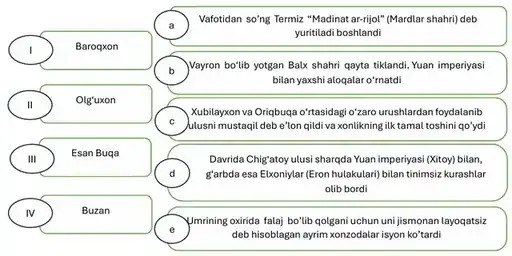 I
Baroqxon
II
Olg‘uxon
III
Esan Buqa
IV
Buzan
a
Vafotidan so’ng Termiz “Madinat ar-rijol” (Mardlar shahri) deb
yuritiladi boshlandi
b
Vayron bo‘lib yotgan Balx shahri qayta tiklandi. Yuan imperiyasi
bilan yaxshi aloqalar o‘rnatdi
c
Xubilayxon va Oriqbuqa o‘rtasidagi o‘zaro urushlardan foydalanib
ulusni mustaqil deb e’lon qildi va xonlikning ilk tamal toshini qo‘ydi
d
Davrida Chig‘atoy ulusi sharqda Yuan imperiyasi (Xitoy) bilan,
g‘arbda esa Elxoniylar (Eron hulakulari) bilan tinimsiz kurashlar
olib bordi
e
Umrining oxirida falaj bo’lib qolgani uchun uni jismonan layoqatsiz
deb hisoblagan ayrim xonzodalar isyon ko’tardi